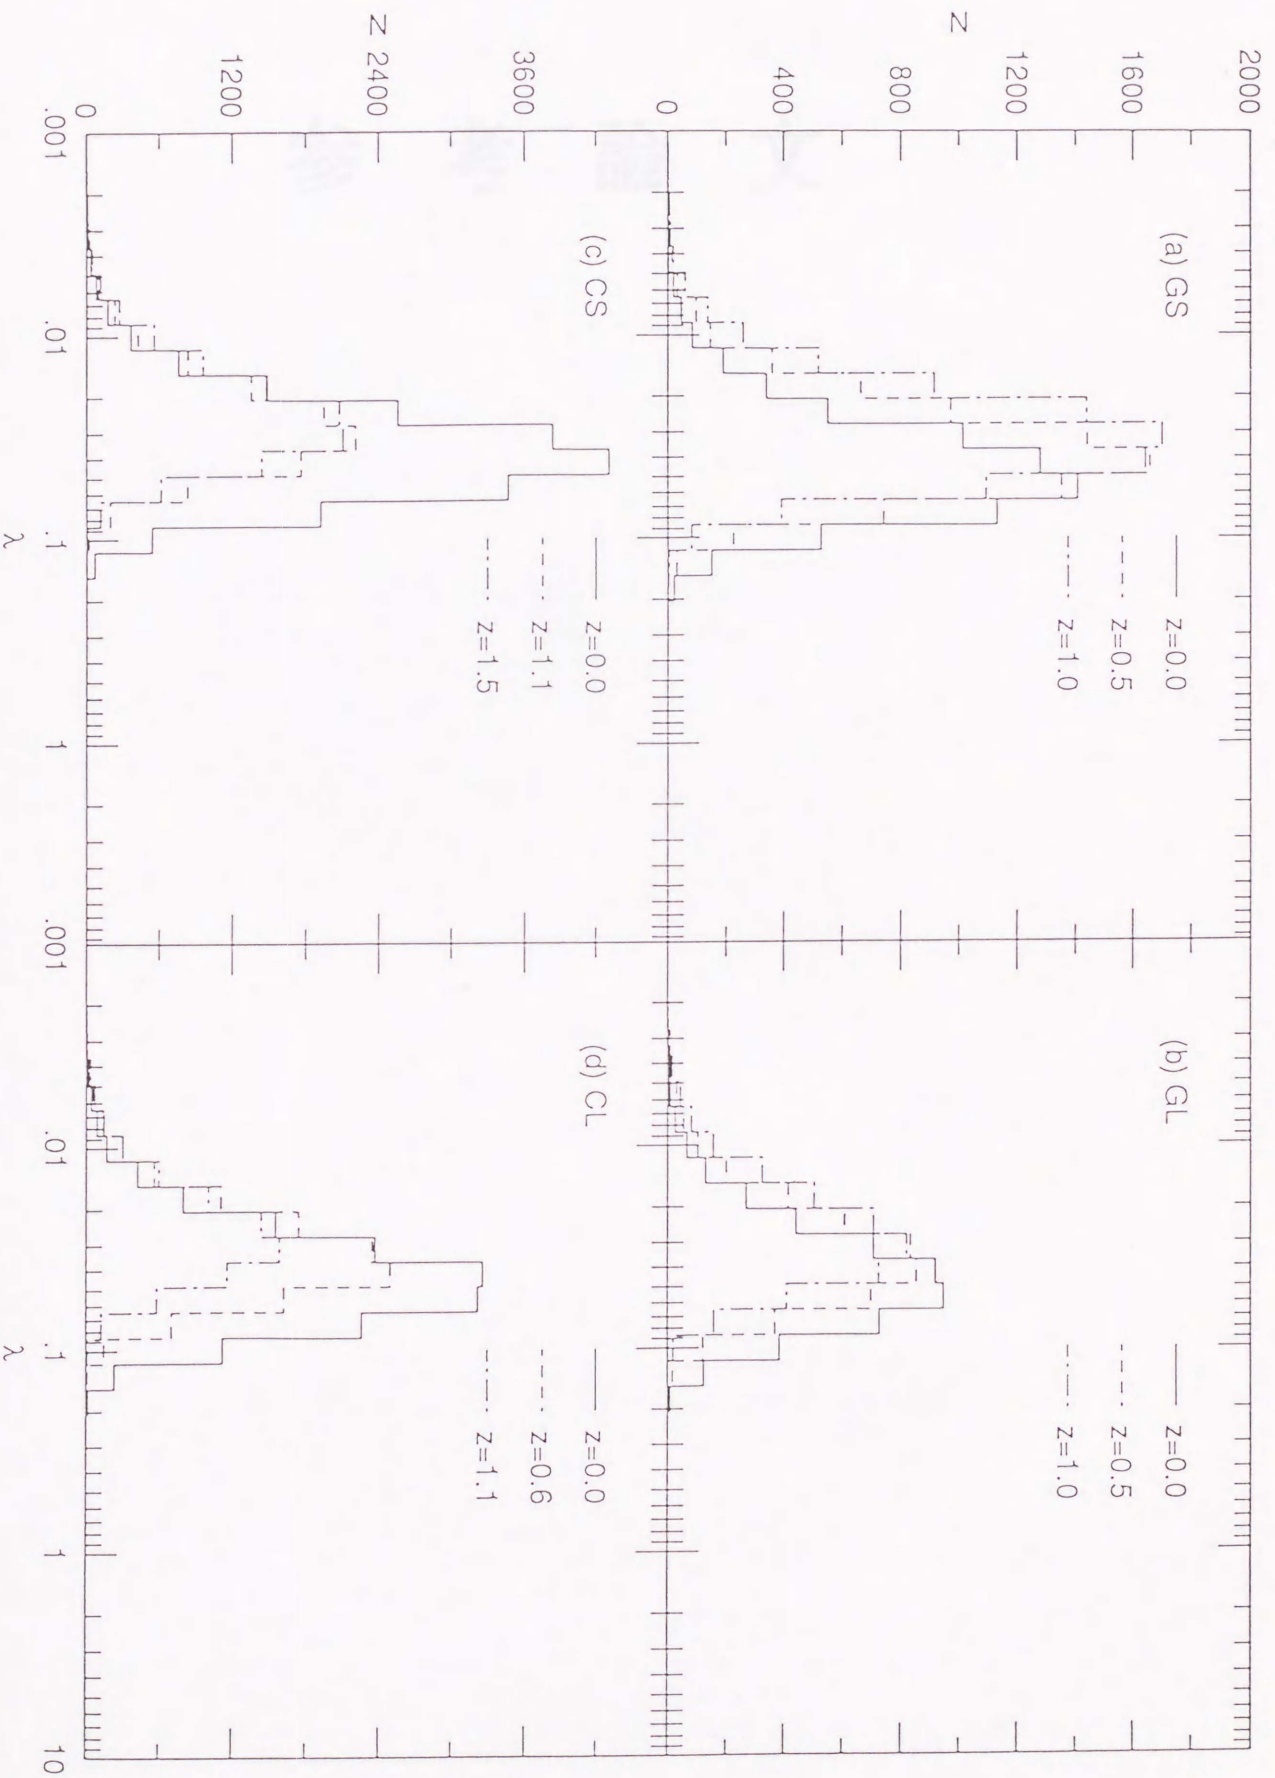 N
2000
1600
1200
800
400
0
(a) GS
z=0.0
z=0.5
z=1.0
(b) GL
z=0.0
z=0.5
z=1.0
N
3600
2400
1200
0
(c) CS
z=0.0
z=1.1
z=1.5
(d) CL
z=0.0
z=0.6
z=1.1
.001 .01 .1 1 .001 .01 .1 1 10
λ λ